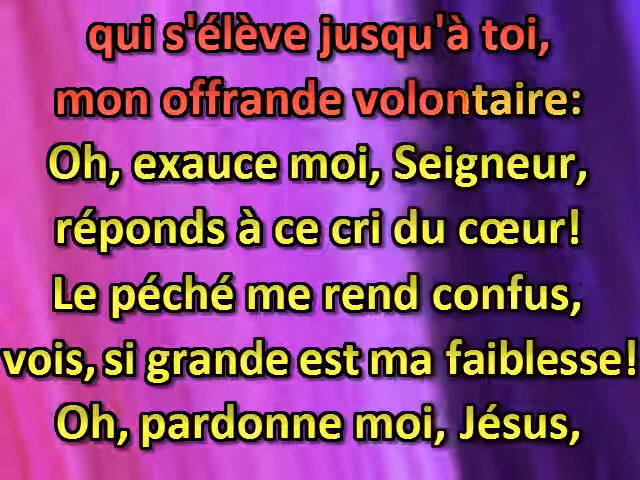 qui s'élève jusqu'à toi,
mon offrande volontaire:
Oh, exauce moi, Seigneur,
réponds à ce cri du cœur!
Le péché me rend confus,
vois, si grande est ma faiblesse!
Oh, pardonne moi, Jésus,